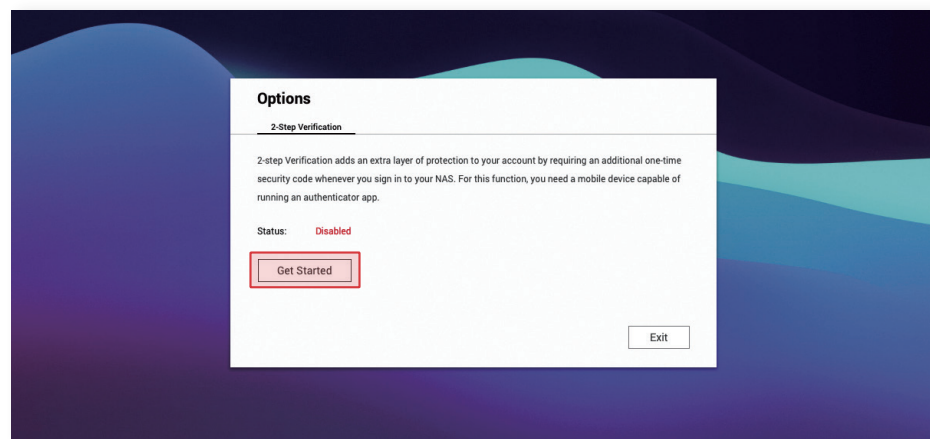 Options
2-Step Verification
2-step Verification adds an extra layer of protection to your account by requiring an additional one-time
security code whenever you sign in to your NAS. For this function, you need a mobile device capable of
running an authenticator app.
Status: Disabled
Get Started
Exit